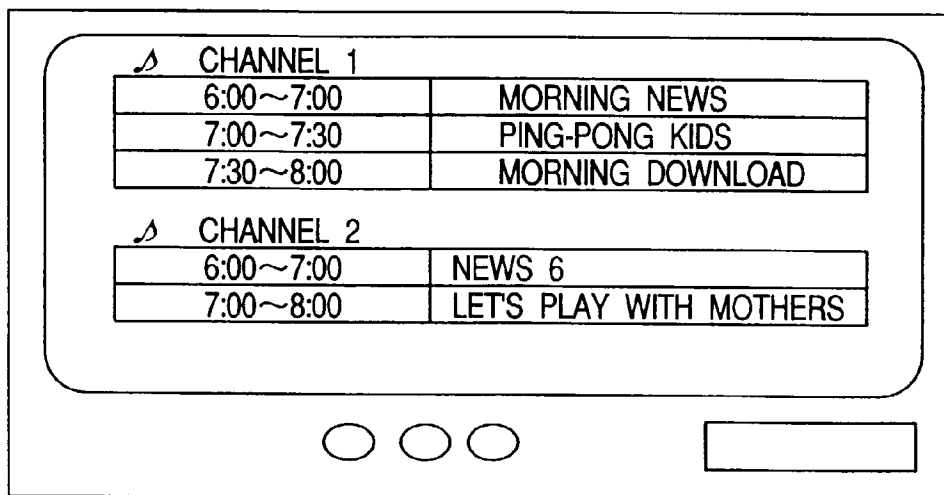 ♪ CHANNEL 1
6:00～7:00 MORNING NEWS
7:00～7:30 PING-PONG KIDS
7:30～8:00 MORNING DOWNLOAD
♪ CHANNEL 2
6:00～7:00 NEWS 6
7:00～8:00 LET'S PLAY WITH MOTHERS